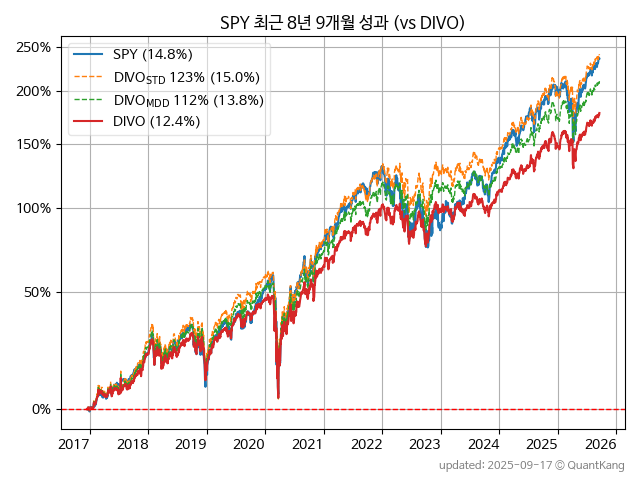 SPY 최근 8년 9개월 성과 (vs DIVO)
SPY (14.8%)
DIVO_STD 123% (15.0%)
DIVO_MDD 112% (13.8%)
DIVO (12.4%)
250%
200%
150%
100%
50%
0%
2017 2018 2019 2020 2021 2022 2023 2024 2025 2026
updated: 2025-09-17 © QuantKang